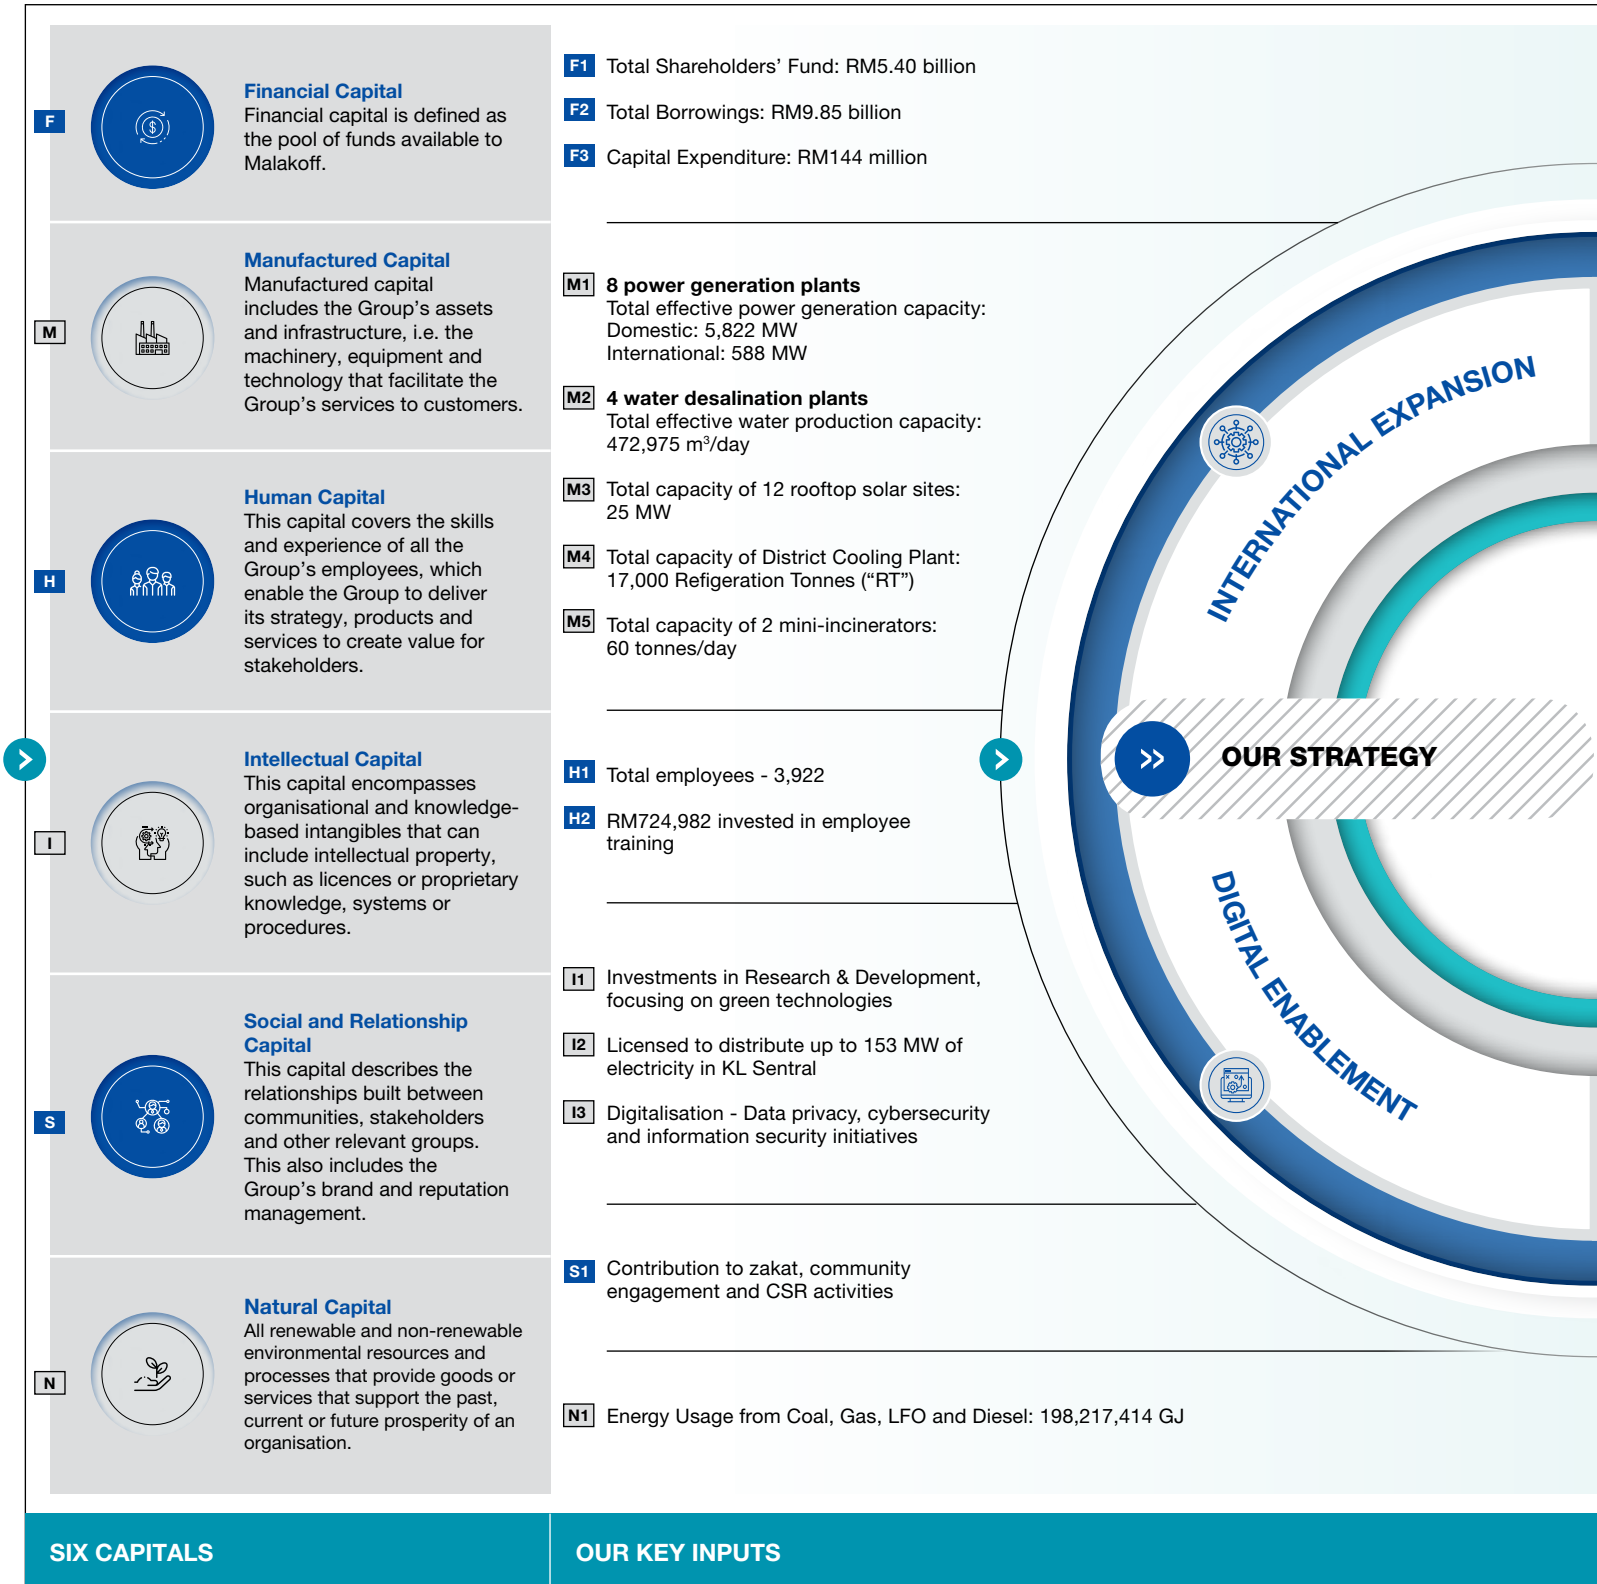 F
Financial Capital
Financial capital is defined as
the pool of funds available to
Malakoff.
M
Manufactured Capital
Manufactured capital
includes the Group’s assets
and infrastructure, i.e. the
machinery, equipment and
technology that facilitate the
Group’s services to customers.
H
Human Capital
This capital covers the skills
and experience of all the
Group’s employees, which
enable the Group to deliver
its strategy, products and
services to create value for
stakeholders.
I
Intellectual Capital
This capital encompasses
organisational and knowledge-
based intangibles that can
include intellectual property,
such as licences or proprietary
knowledge, systems or
procedures.
S
Social and Relationship
Capital
This capital describes the
relationships built between
communities, stakeholders
and other relevant groups.
This also includes the
Group’s brand and reputation
management.
N
Natural Capital
All renewable and non-renewable
environmental resources and
processes that provide goods or
services that support the past,
current or future prosperity of an
organisation.
SIX CAPITALS
F1 Total Shareholders’ Fund: RM5.40 billion
F2 Total Borrowings: RM9.85 billion
F3 Capital Expenditure: RM144 million
M1 8 power generation plants
Total effective power generation capacity:
Domestic: 5,822 MW
International: 588 MW
M2 4 water desalination plants
Total effective water production capacity:
472,975 m³/day
M3 Total capacity of 12 rooftop solar sites:
25 MW
M4 Total capacity of District Cooling Plant:
17,000 Refigeration Tonnes (“RT”)
M5 Total capacity of 2 mini-incinerators:
60 tonnes/day
H1 Total employees - 3,922
H2 RM724,982 invested in employee
training
I1 Investments in Research & Development,
focusing on green technologies
I2 Licensed to distribute up to 153 MW of
electricity in KL Sentral
I3 Digitalisation - Data privacy, cybersecurity
and information security initiatives
S1 Contribution to zakat, community
engagement and CSR activities
N1 Energy Usage from Coal, Gas, LFO and Diesel: 198,217,414 GJ
OUR KEY INPUTS
INTERNATIONAL EXPANSION
OUR STRATEGY
DIGITAL ENABLEMENT